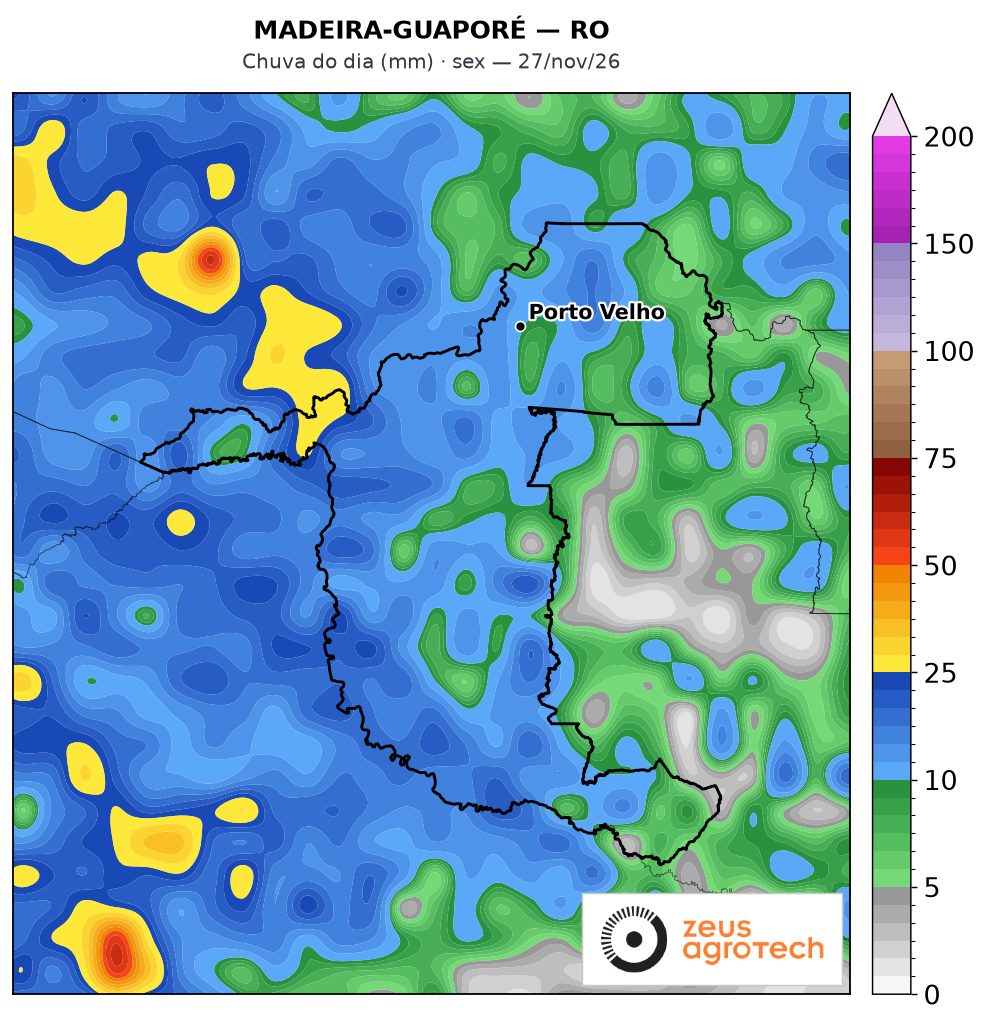 MADEIRA-GUAPORÉ — RO
Chuva do dia (mm) · sex — 27/nov/26
Porto Velho
200
150
100
75
50
25
10
5
0
zeus
agrotech